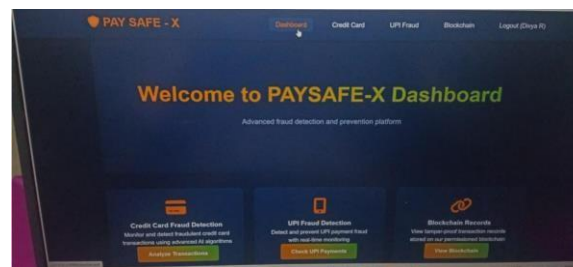 PAY SAFE - X
Dashboard Credit Card UPI Fraud Blockchain Logout (Divya R)
Welcome to PAYSAFE-X Dashboard
Advanced fraud detection and prevention platform
Credit Card Fraud Detection
Monitor and detect fraudulent credit card
transactions using advanced AI algorithms
Analyze Transactions
UPI Fraud Detection
Detect and prevent UPI payment fraud
with real-time monitoring
Check UPI Payments
Blockchain Records
View tamper-proof transaction records
stored on our permissioned blockchain
View Blockchain